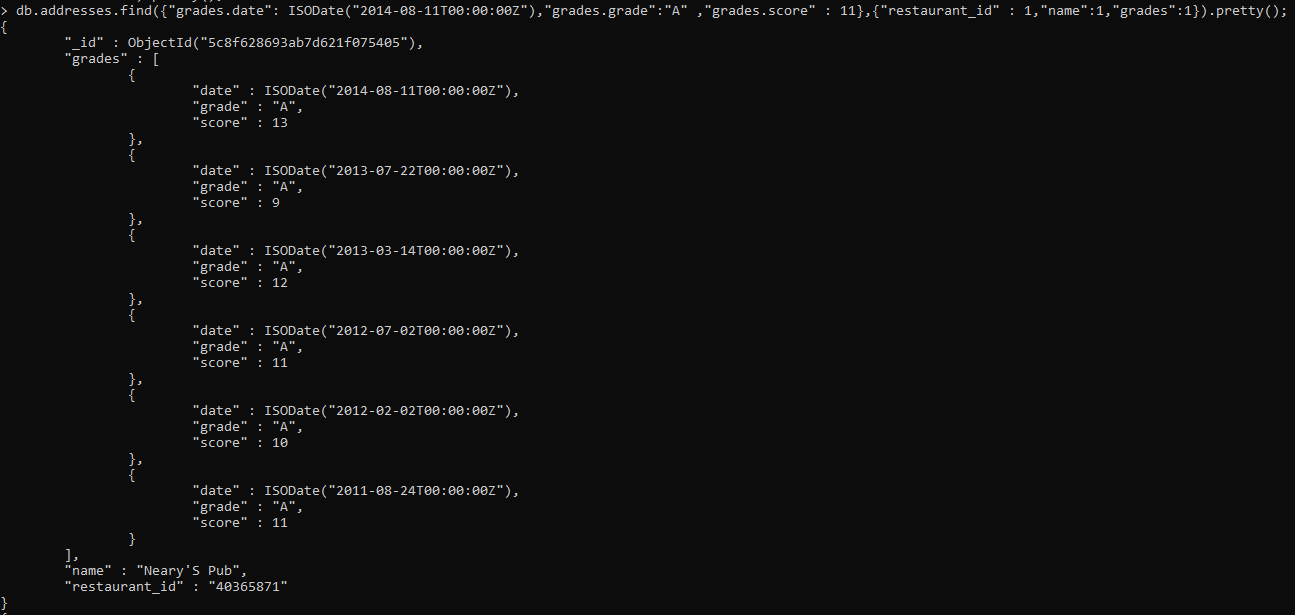 > db.addresses.find({"grades.date": ISODate("2014-08-11T00:00:00Z"),"grades.grade":"A" ,"grades.score" : 11},{"restaurant_id" : 1,"name":1,"grades":1}).pretty();
{
        "_id" : ObjectId("5c8f628693ab7d621f075405"),
        "grades" : [
                {
                        "date" : ISODate("2014-08-11T00:00:00Z"),
                        "grade" : "A",
                        "score" : 13
                },
                {
                        "date" : ISODate("2013-07-22T00:00:00Z"),
                        "grade" : "A",
                        "score" : 9
                },
                {
                        "date" : ISODate("2013-03-14T00:00:00Z"),
                        "grade" : "A",
                        "score" : 12
                },
                {
                        "date" : ISODate("2012-07-02T00:00:00Z"),
                        "grade" : "A",
                        "score" : 11
                },
                {
                        "date" : ISODate("2012-02-02T00:00:00Z"),
                        "grade" : "A",
                        "score" : 10
                },
                {
                        "date" : ISODate("2011-08-24T00:00:00Z"),
                        "grade" : "A",
                        "score" : 11
                }
        ],
        "name" : "Neary'S Pub",
        "restaurant_id" : "40365871"
}